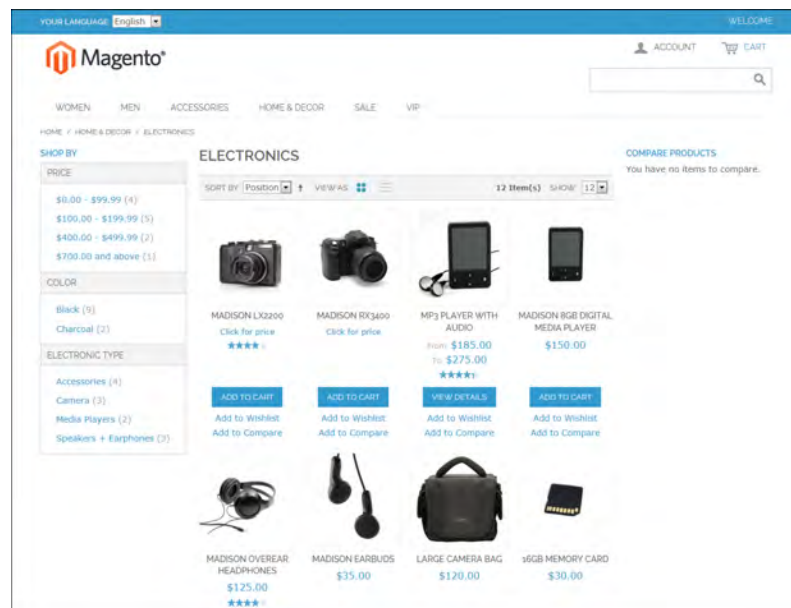 YOUR LANGUAGE: English
WELCOME
Magento®
ACCOUNT
CART
WOMEN MEN ACCESSORIES HOME & DECOR SALE VIP
HOME / HOME & DECOR / ELECTRONICS
SHOP BY
PRICE
$0.00 - $99.99 (4)
$100.00 - $199.99 (5)
$400.00 - $499.99 (2)
$700.00 and above (1)
COLOR
Black (9)
Charcoal (2)
ELECTRONIC TYPE
Accessories (4)
Camera (3)
Media Players (2)
Speakers + Earphones (3)
ELECTRONICS
SORT BY Position VIEW AS 12 Item(s) SHOW 12
MADISON LX2200
Click for price
ADD TO CART
Add to Wishlist
Add to Compare
MADISON RX3400
Click for price
ADD TO CART
Add to Wishlist
Add to Compare
MP3 PLAYER WITH
AUDIO
From: $185.00
To: $275.00
VIEW DETAILS
Add to Wishlist
Add to Compare
MADISON 8GB DIGITAL
MEDIA PLAYER
$150.00
ADD TO CART
Add to Wishlist
Add to Compare
MADISON OVEREAR
HEADPHONES
$125.00
MADISON EARBUDS
$35.00
LARGE CAMERA BAG
$120.00
16GB MEMORY CARD
$30.00
COMPARE PRODUCTS
You have no items to compare.